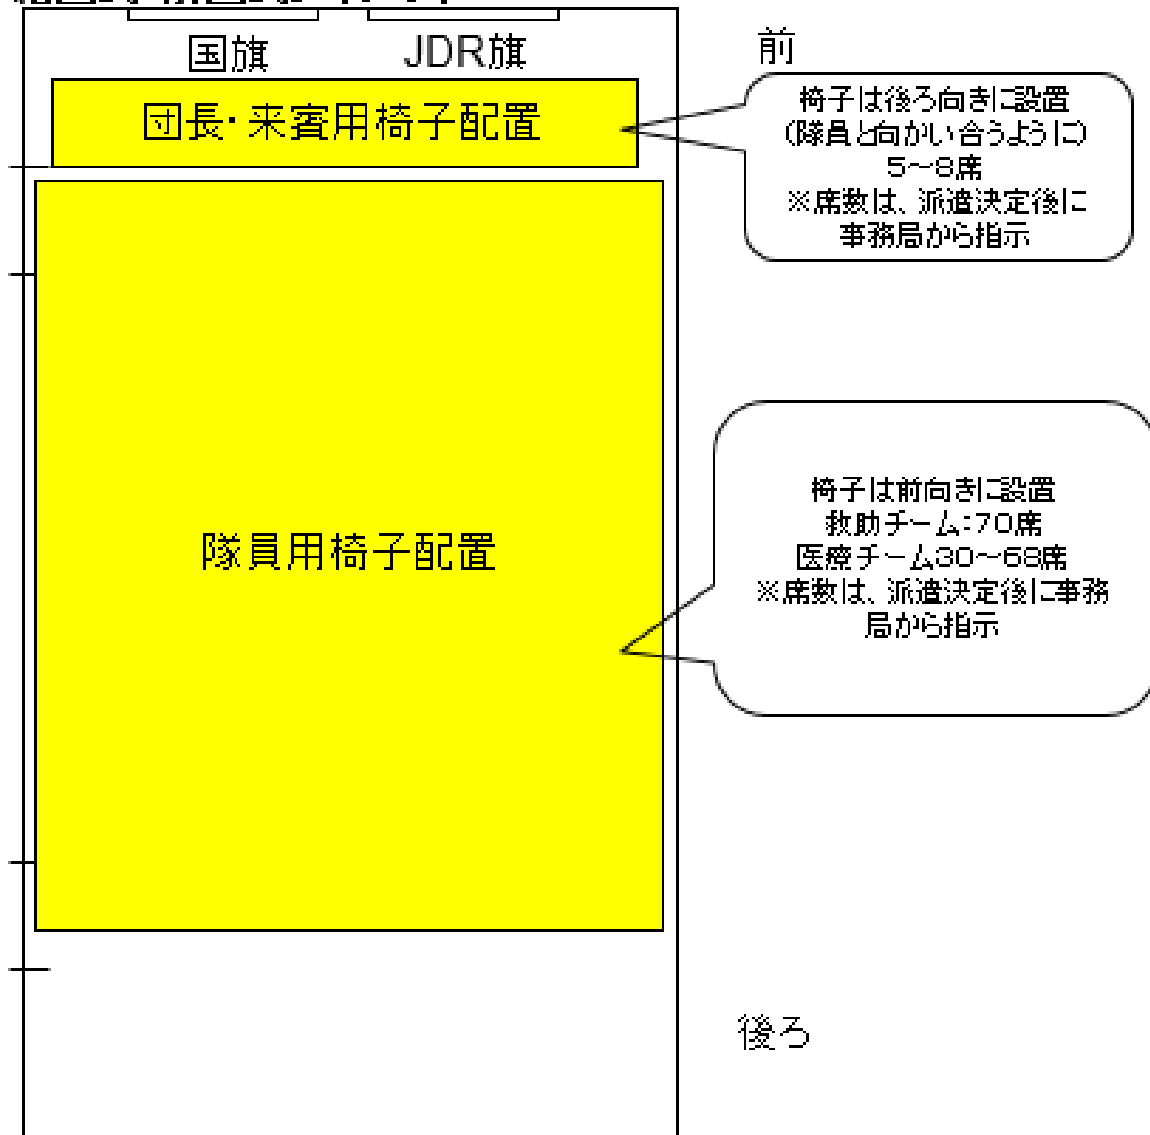 国旗
JDR旗
前
団長・来賓用椅子配置
椅子は後ろ向きに設置
(隊員と向かい合うように)
5～8席
※席数は、派遣決定後に
事務局から指示
隊員用椅子配置
椅子は前向きに設置
救助チーム:70席
医療チーム30～68席
※席数は、派遣決定後に事務
局から指示
後ろ